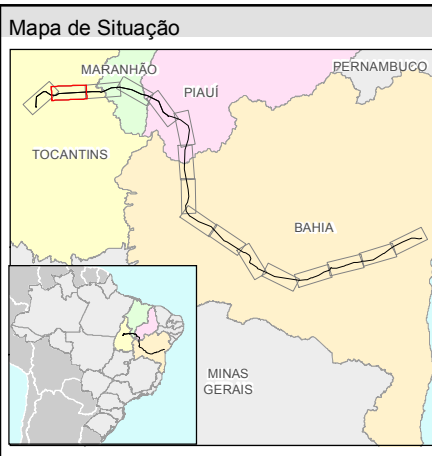 Mapa de Situação
MARANHÃO
PERNAMBUCO
PIAUÍ
TOCANTINS
BAHIA
MINAS
GERAIS